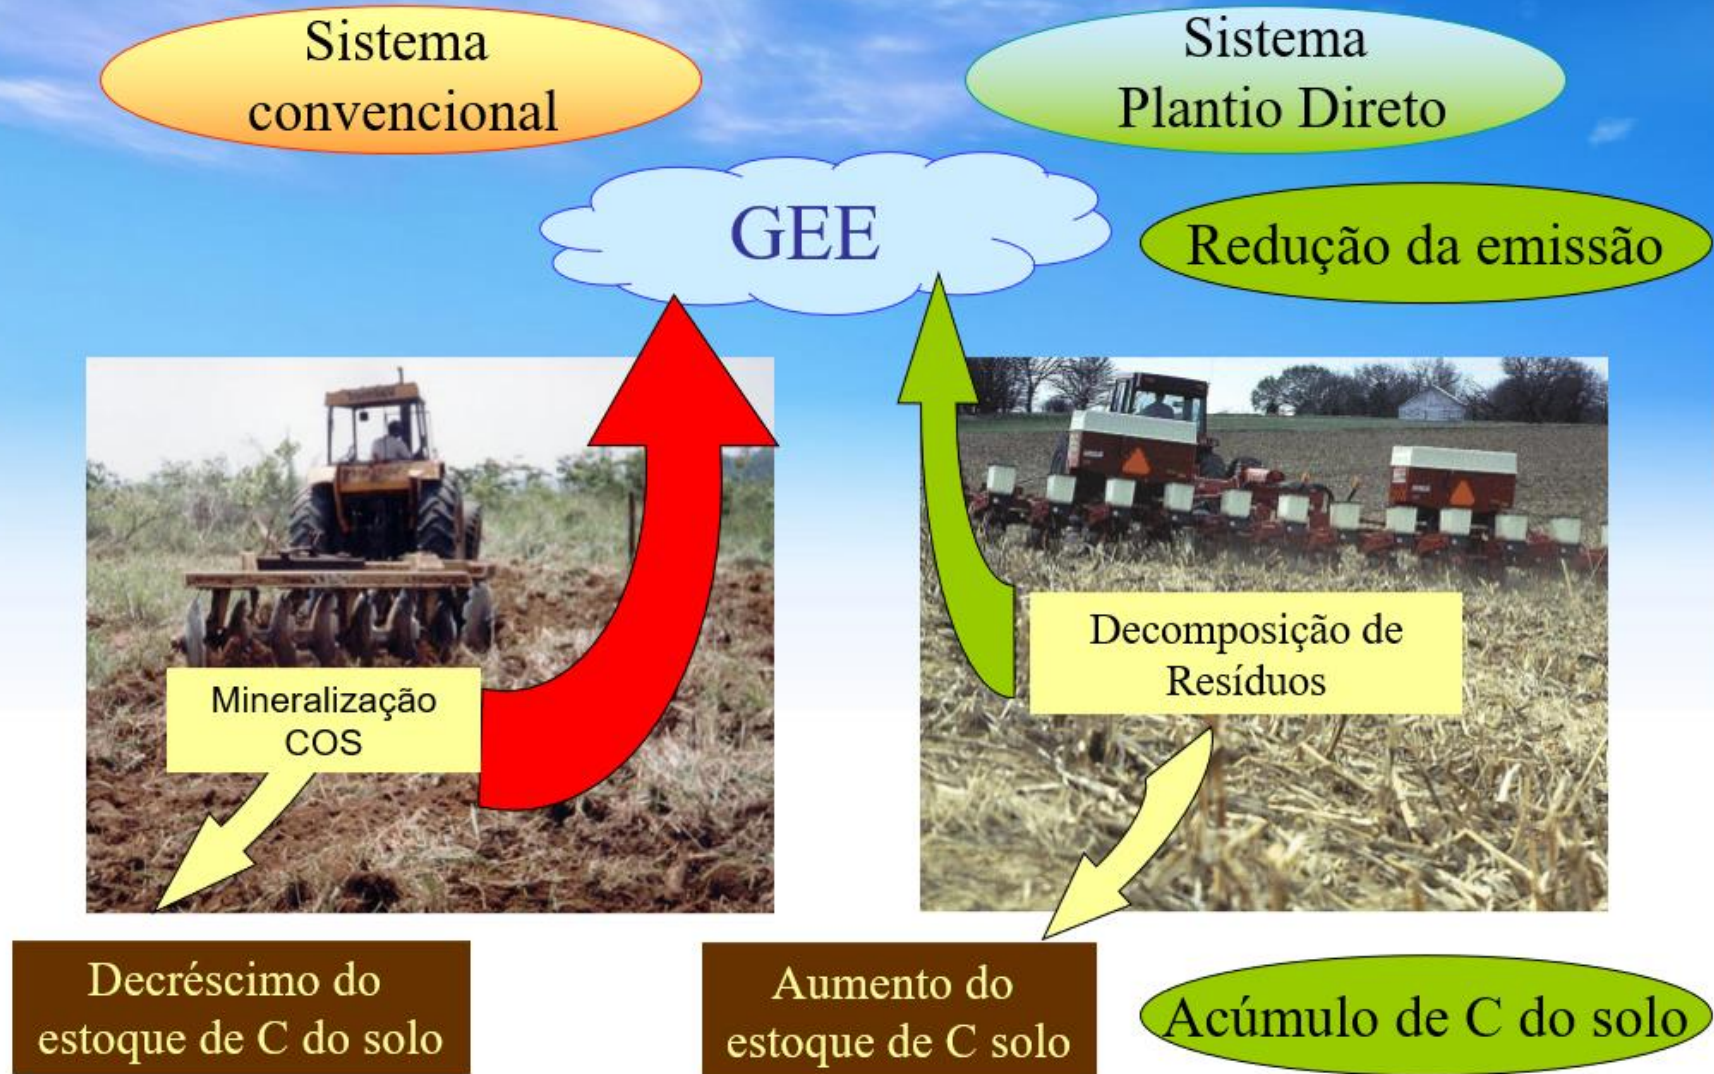 Sistema
convencional
Sistema
Plantio Direto
GEE
Redução da emissão
Mineralização
COS
Decomposição de
Resíduos
Decréscimo do
estoque de C do solo
Aumento do
estoque de C solo
Acúmulo de C do solo